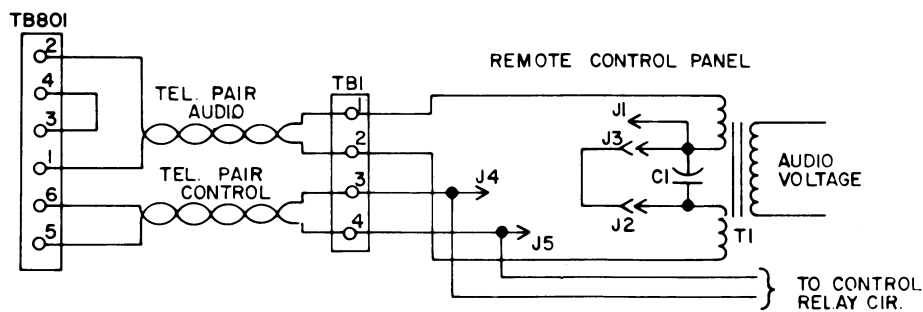 TB801
2
4
3
1
6
5
TEL. PAIR
AUDIO
TEL. PAIR
CONTROL
TB1
1
2
3
4
REMOTE CONTROL PANEL
J1
J3
J4
C1
J2
J5
T1
AUDIO
VOLTAGE
TO CONTROL
RELAY CIR.